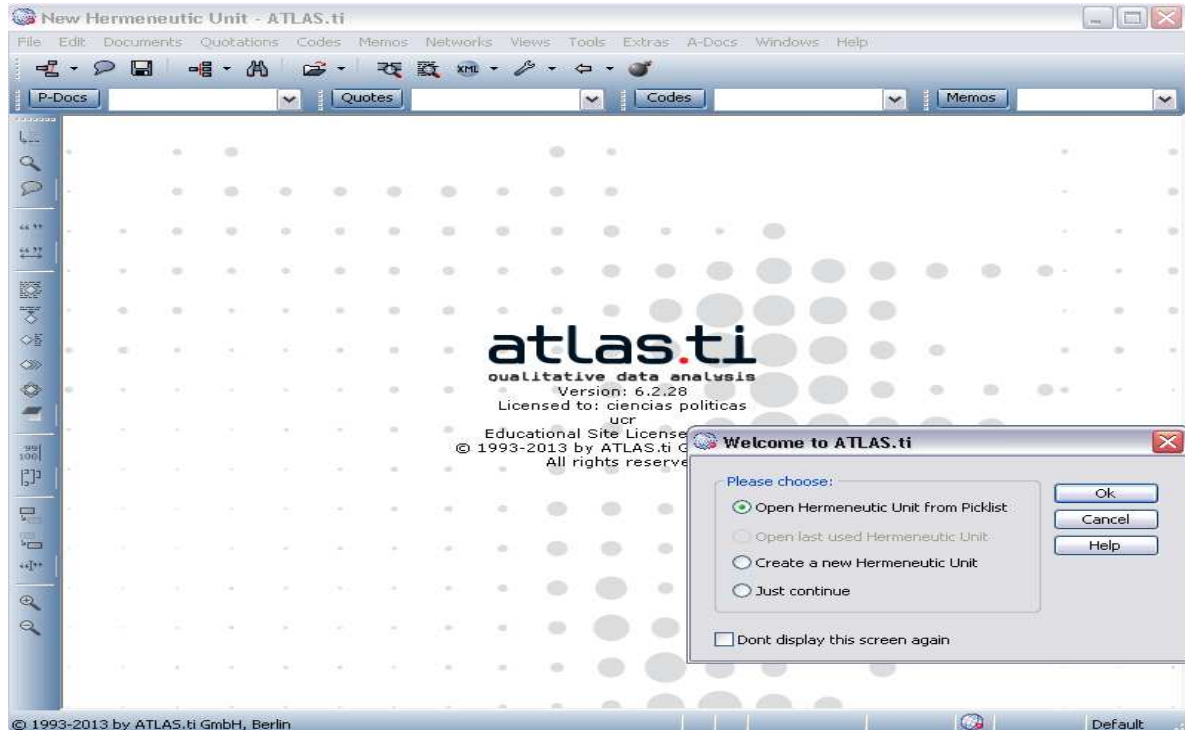 New Hermeneutic Unit - ATLAS.ti
File Edit Documents Quotations Codes Memos Networks Views Tools Extras A-Docs Windows Help
XML
P-Docs Quotes Codes Memos
atlas.ti
qualitative data analysis
Version: 6.2.28
Licensed to: ciencias politicas
ucr
Educational Site License
© 1993-2013 by ATLAS.ti G
All rights reserve
Welcome to ATLAS.ti
Please choose:
Open Hermeneutic Unit from Picklist
Open last used Hermeneutic Unit
Create a new Hermeneutic Unit
Just continue
Dont display this screen again
Ok
Cancel
Help
© 1993-2013 by ATLAS.ti GmbH, Berlin
Default